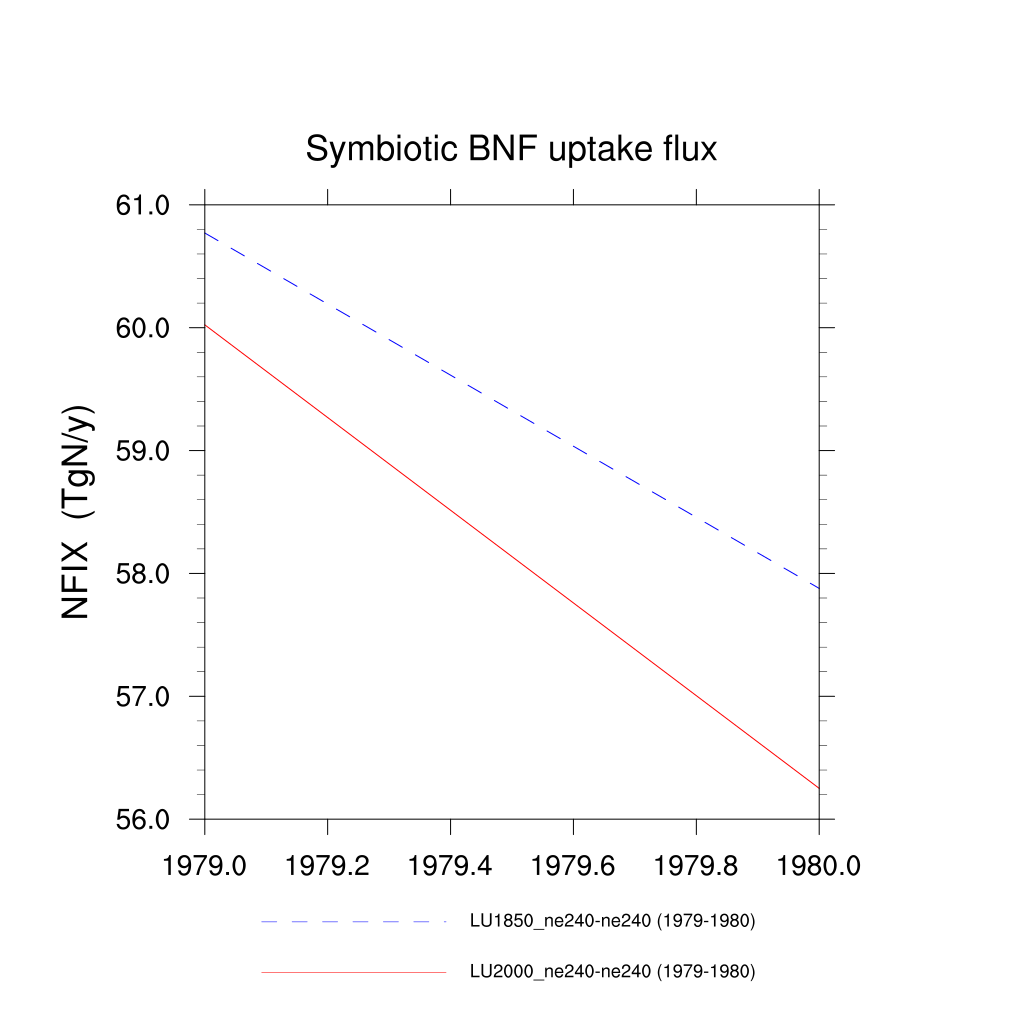 Symbiotic BNF uptake flux
61.0
60.0
59.0
58.0
57.0
56.0
NFIX (TgN/y)
1979.0 1979.2 1979.4 1979.6 1979.8 1980.0
LU1850_ne240-ne240 (1979-1980)
LU2000_ne240-ne240 (1979-1980)